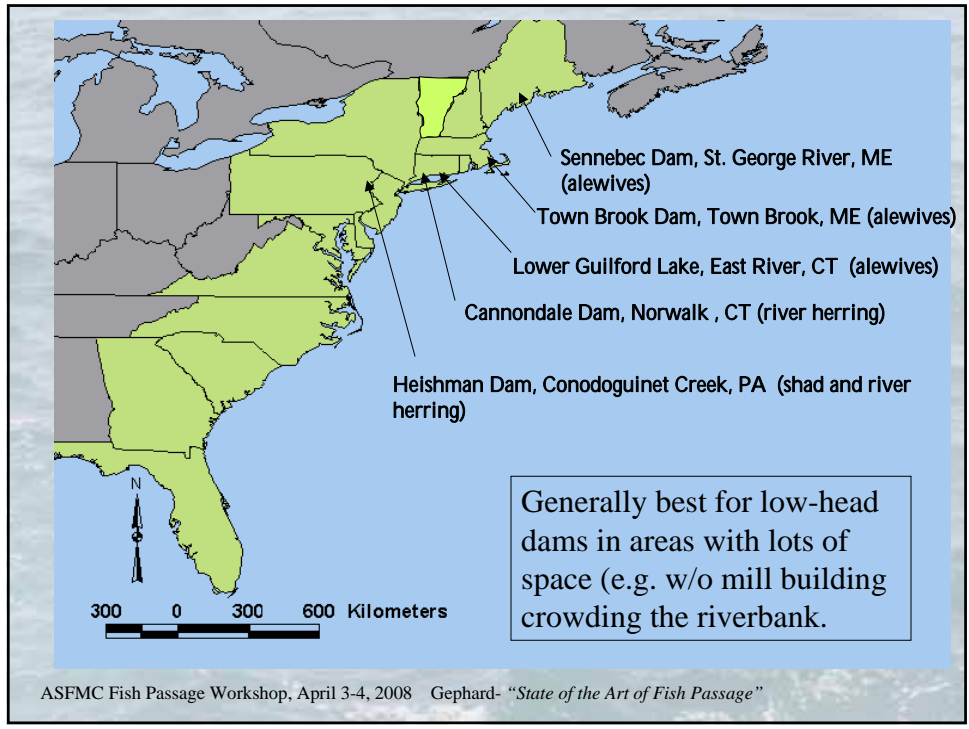 Sennebec Dam, St. George River, ME
(alewives)
Town Brook Dam, Town Brook, ME (alewives)
Lower Guilford Lake, East River, CT (alewives)
Cannondale Dam, Norwalk , CT (river herring)
Heishman Dam, Conodoguinet Creek, PA (shad and river
herring)
N
Generally best for low-head
dams in areas with lots of
space (e.g. w/o mill building
crowding the riverbank.
300 0 300 600 Kilometers
ASFMC Fish Passage Workshop, April 3-4, 2008 Gephard- “State of the Art of Fish Passage”